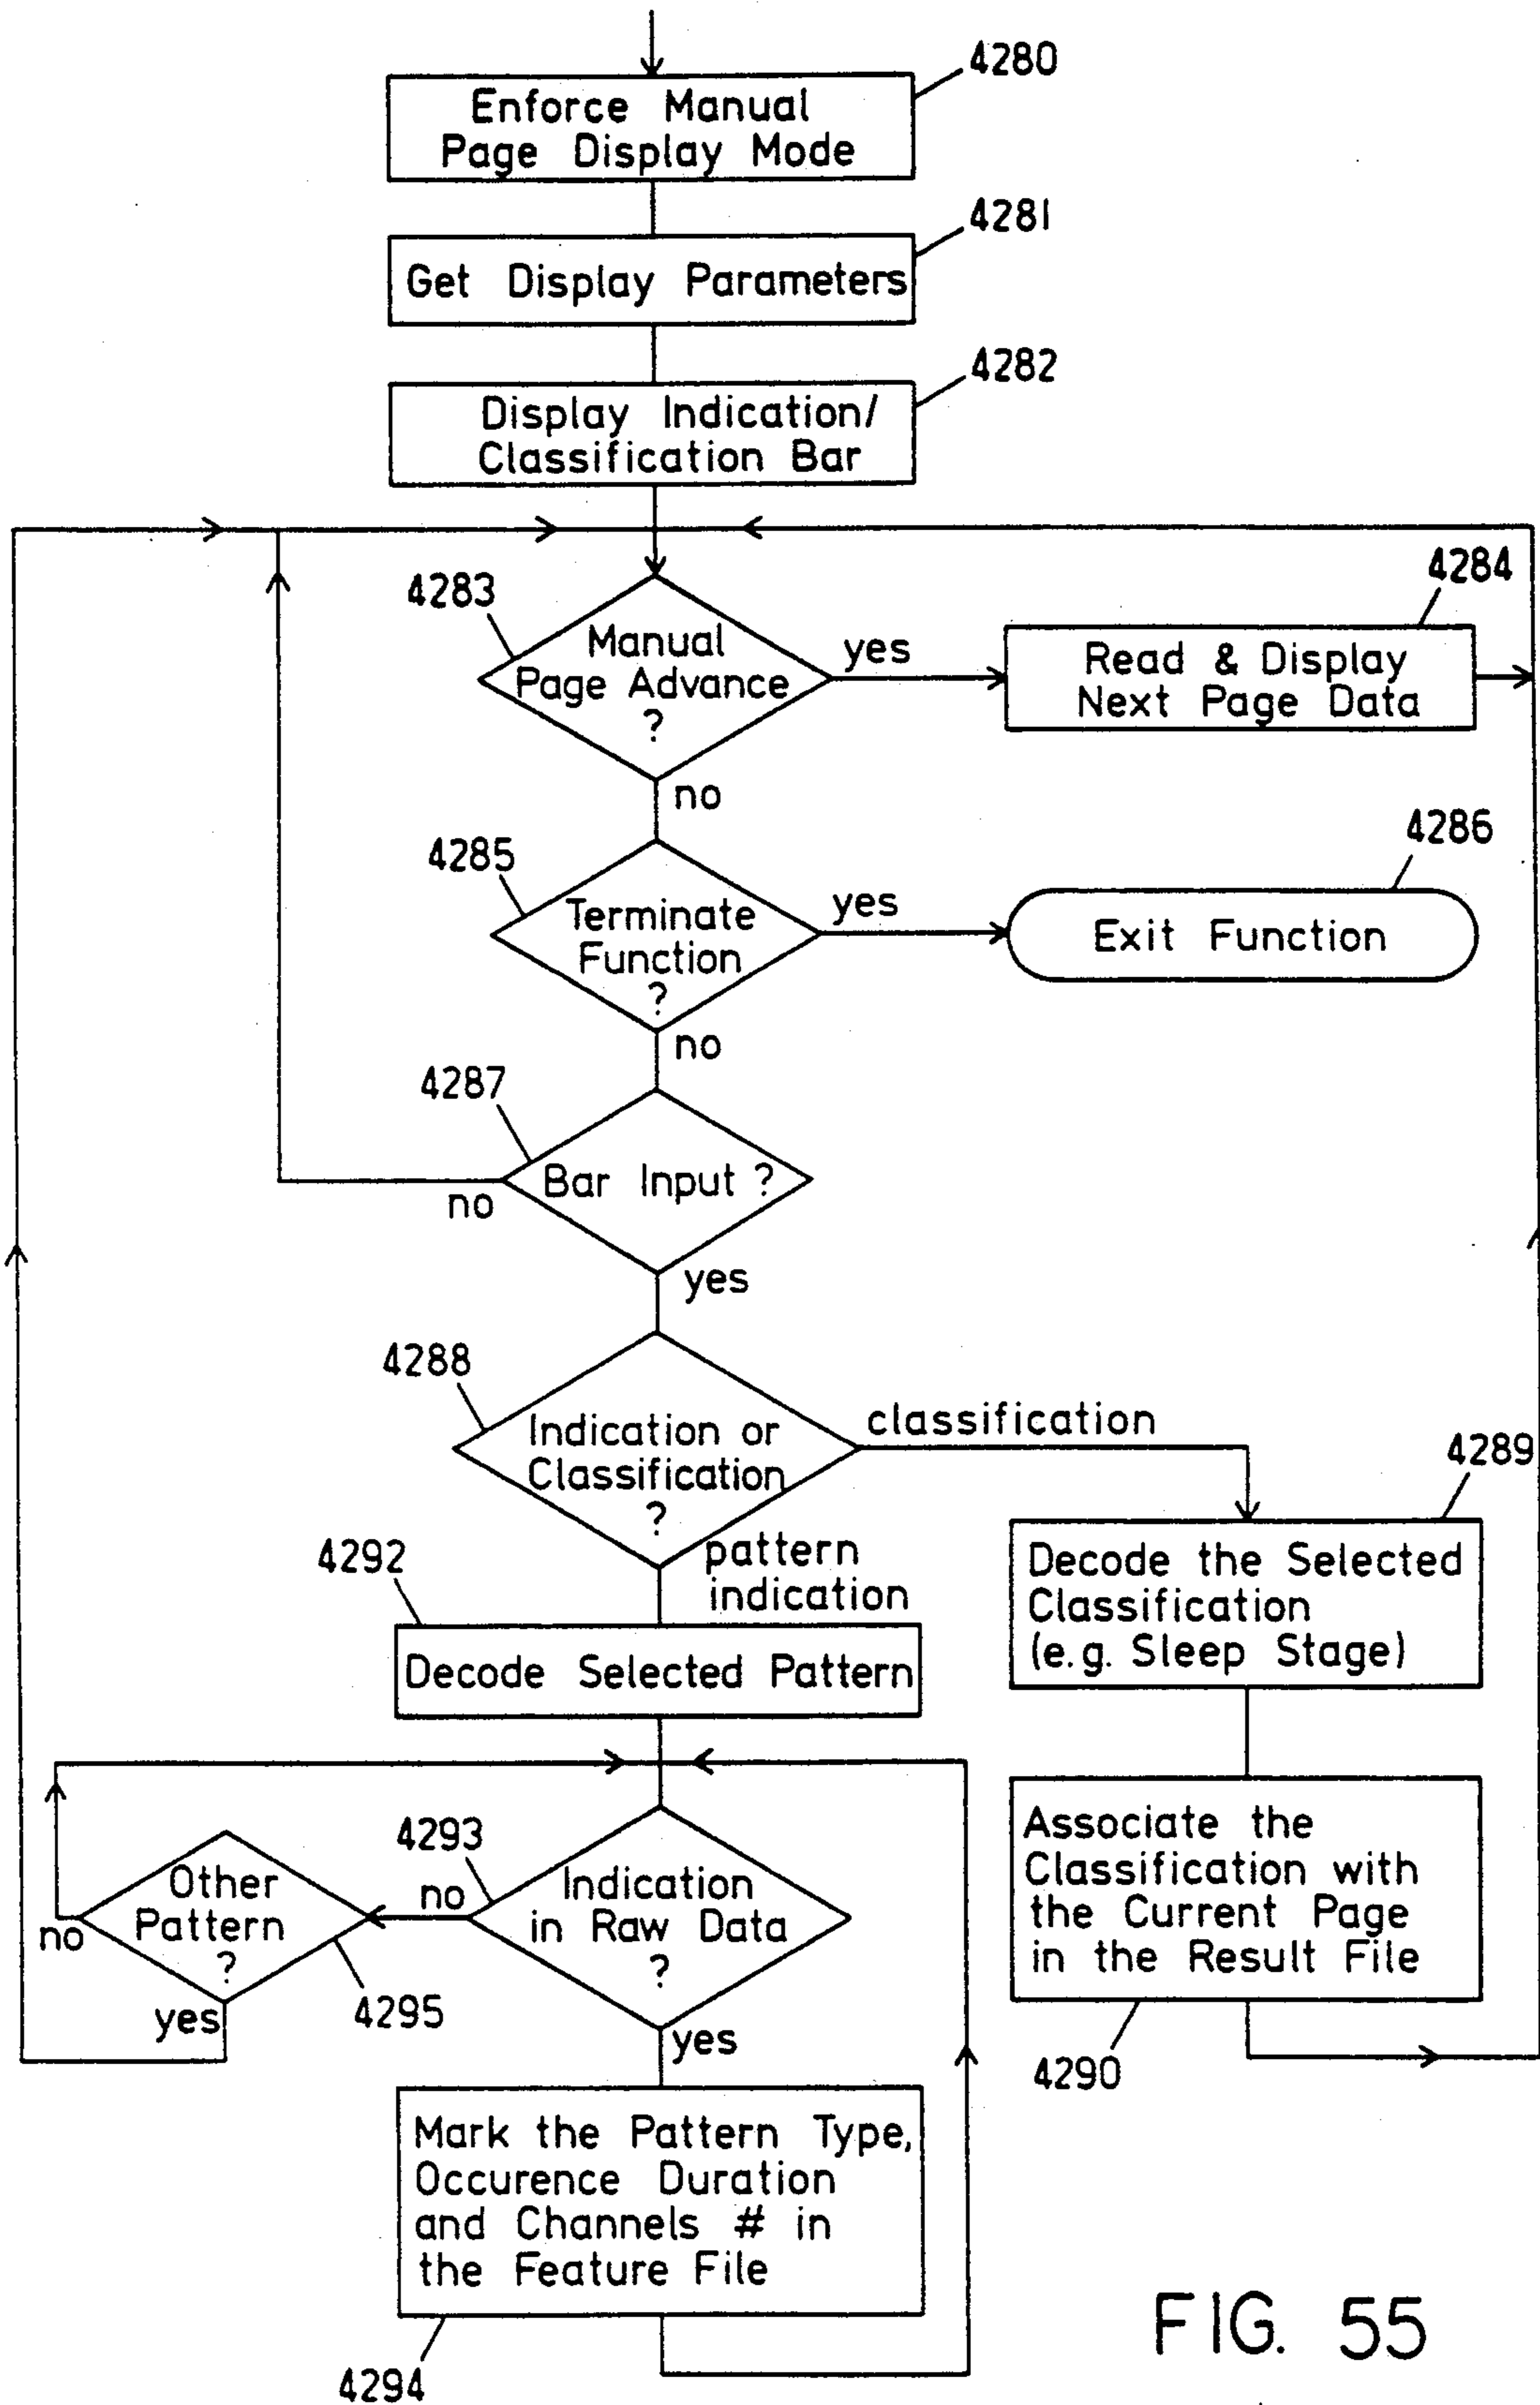 4280
Enforce Manual
Page Display Mode
4281
Get Display Parameters
4282
Display Indication/
Classification Bar
4283
Manual
Page Advance
?
yes
4284
Read & Display
Next Page Data
no
4285
Terminate
Function
?
yes
4286
Exit Function
no
4287
Bar Input ?
no
yes
4288
Indication or
Classification
?
classification
4289
Decode the Selected
Classification
(e.g. Sleep Stage)
pattern
indication
4292
Decode Selected Pattern
4293
Indication
in Raw Data
?
no
Other
Pattern
?
no
yes
4295
yes
Associate the
Classification with
the Current Page
in the Result File
4290
Mark the Pattern Type,
Occurence Duration
and Channels # in
the Feature File
4294
FIG. 55